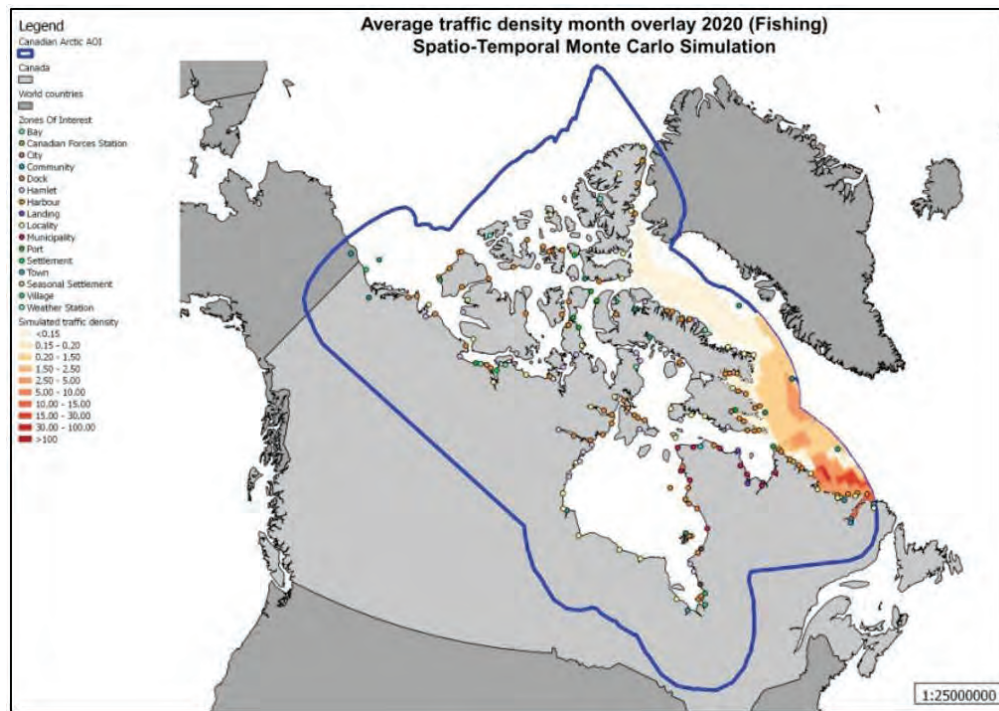 Average traffic density month overlay 2020 (Fishing)
Spatio-Temporal Monte Carlo Simulation
Legend
Canadian Arctic AOI
Canada
World countries
Zones Of Interest
Bay
Canadian Forces Station
City
Community
Dock
Hamlet
Harbour
Landing
Locality
Municipality
Port
Settlement
Town
Seasonal Settlement
Village
Weather Station
Simulated traffic density
<0.15
0.15 - 0.20
0.20 - 1.50
1.50 - 2.50
2.50 - 5.00
5.00 - 10.00
10.00 - 15.00
15.00 - 30.00
30.00 - 100.00
>100
1:25000000